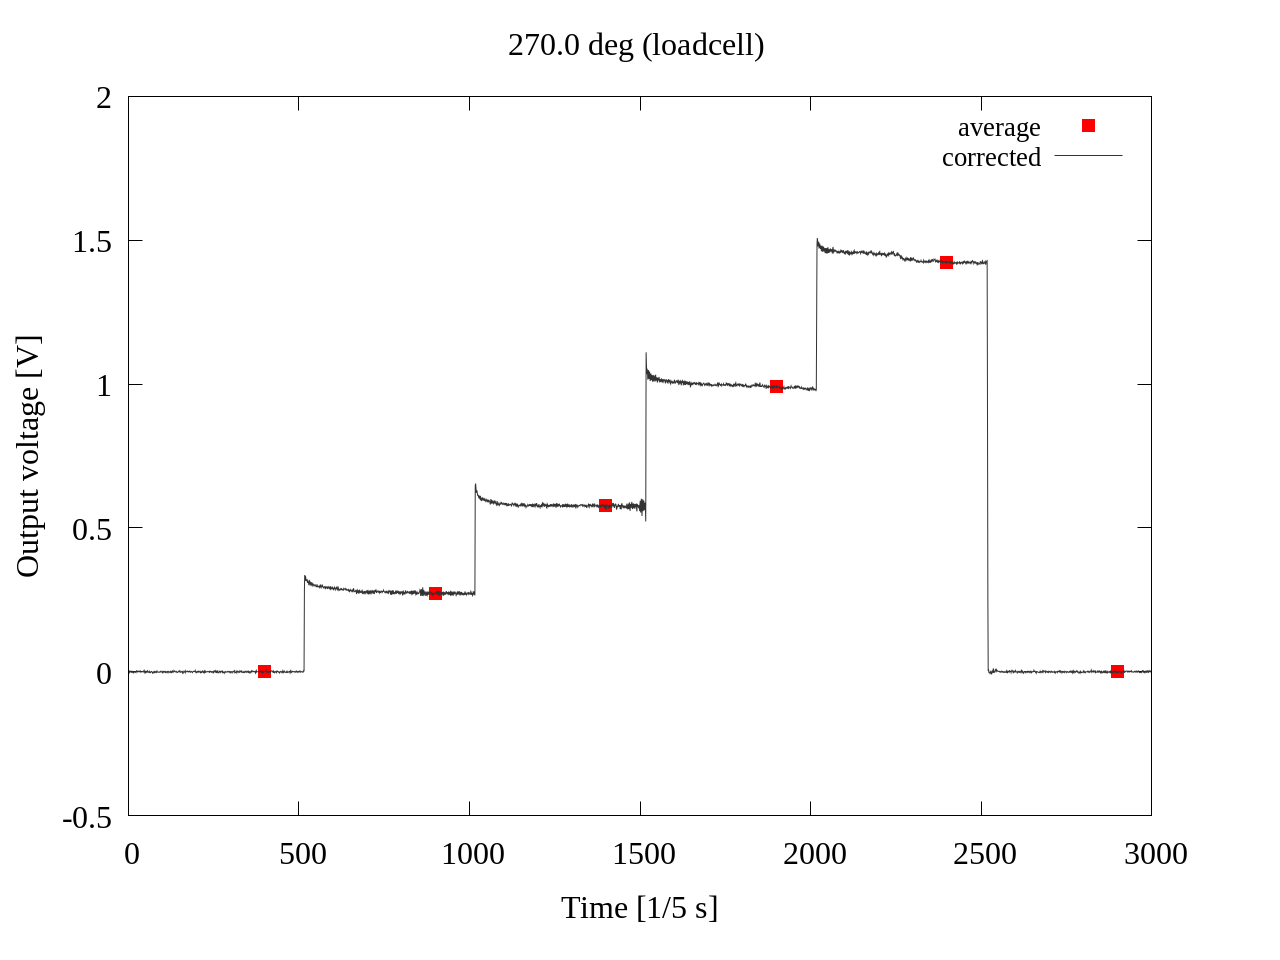 270.0 deg (loadcell)
2
1.5
1
0.5
0
-0.5
average
corrected
Output voltage [V]
0 500 1000 1500 2000 2500 3000
Time [1/5 s]